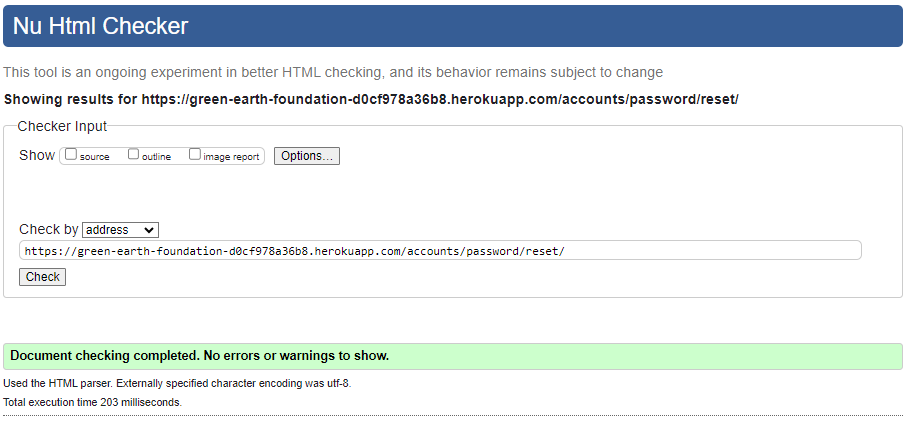 Nu Html Checker
This tool is an ongoing experiment in better HTML checking, and its behavior remains subject to change
Showing results for https://green-earth-foundation-d0cf978a36b8.herokuapp.com/accounts/password/reset/
Checker Input
Show source outline image report Options...
Check by address
https://green-earth-foundation-d0cf978a36b8.herokuapp.com/accounts/password/reset/
Check
Document checking completed. No errors or warnings to show.
Used the HTML parser. Externally specified character encoding was utf-8.
Total execution time 203 milliseconds.